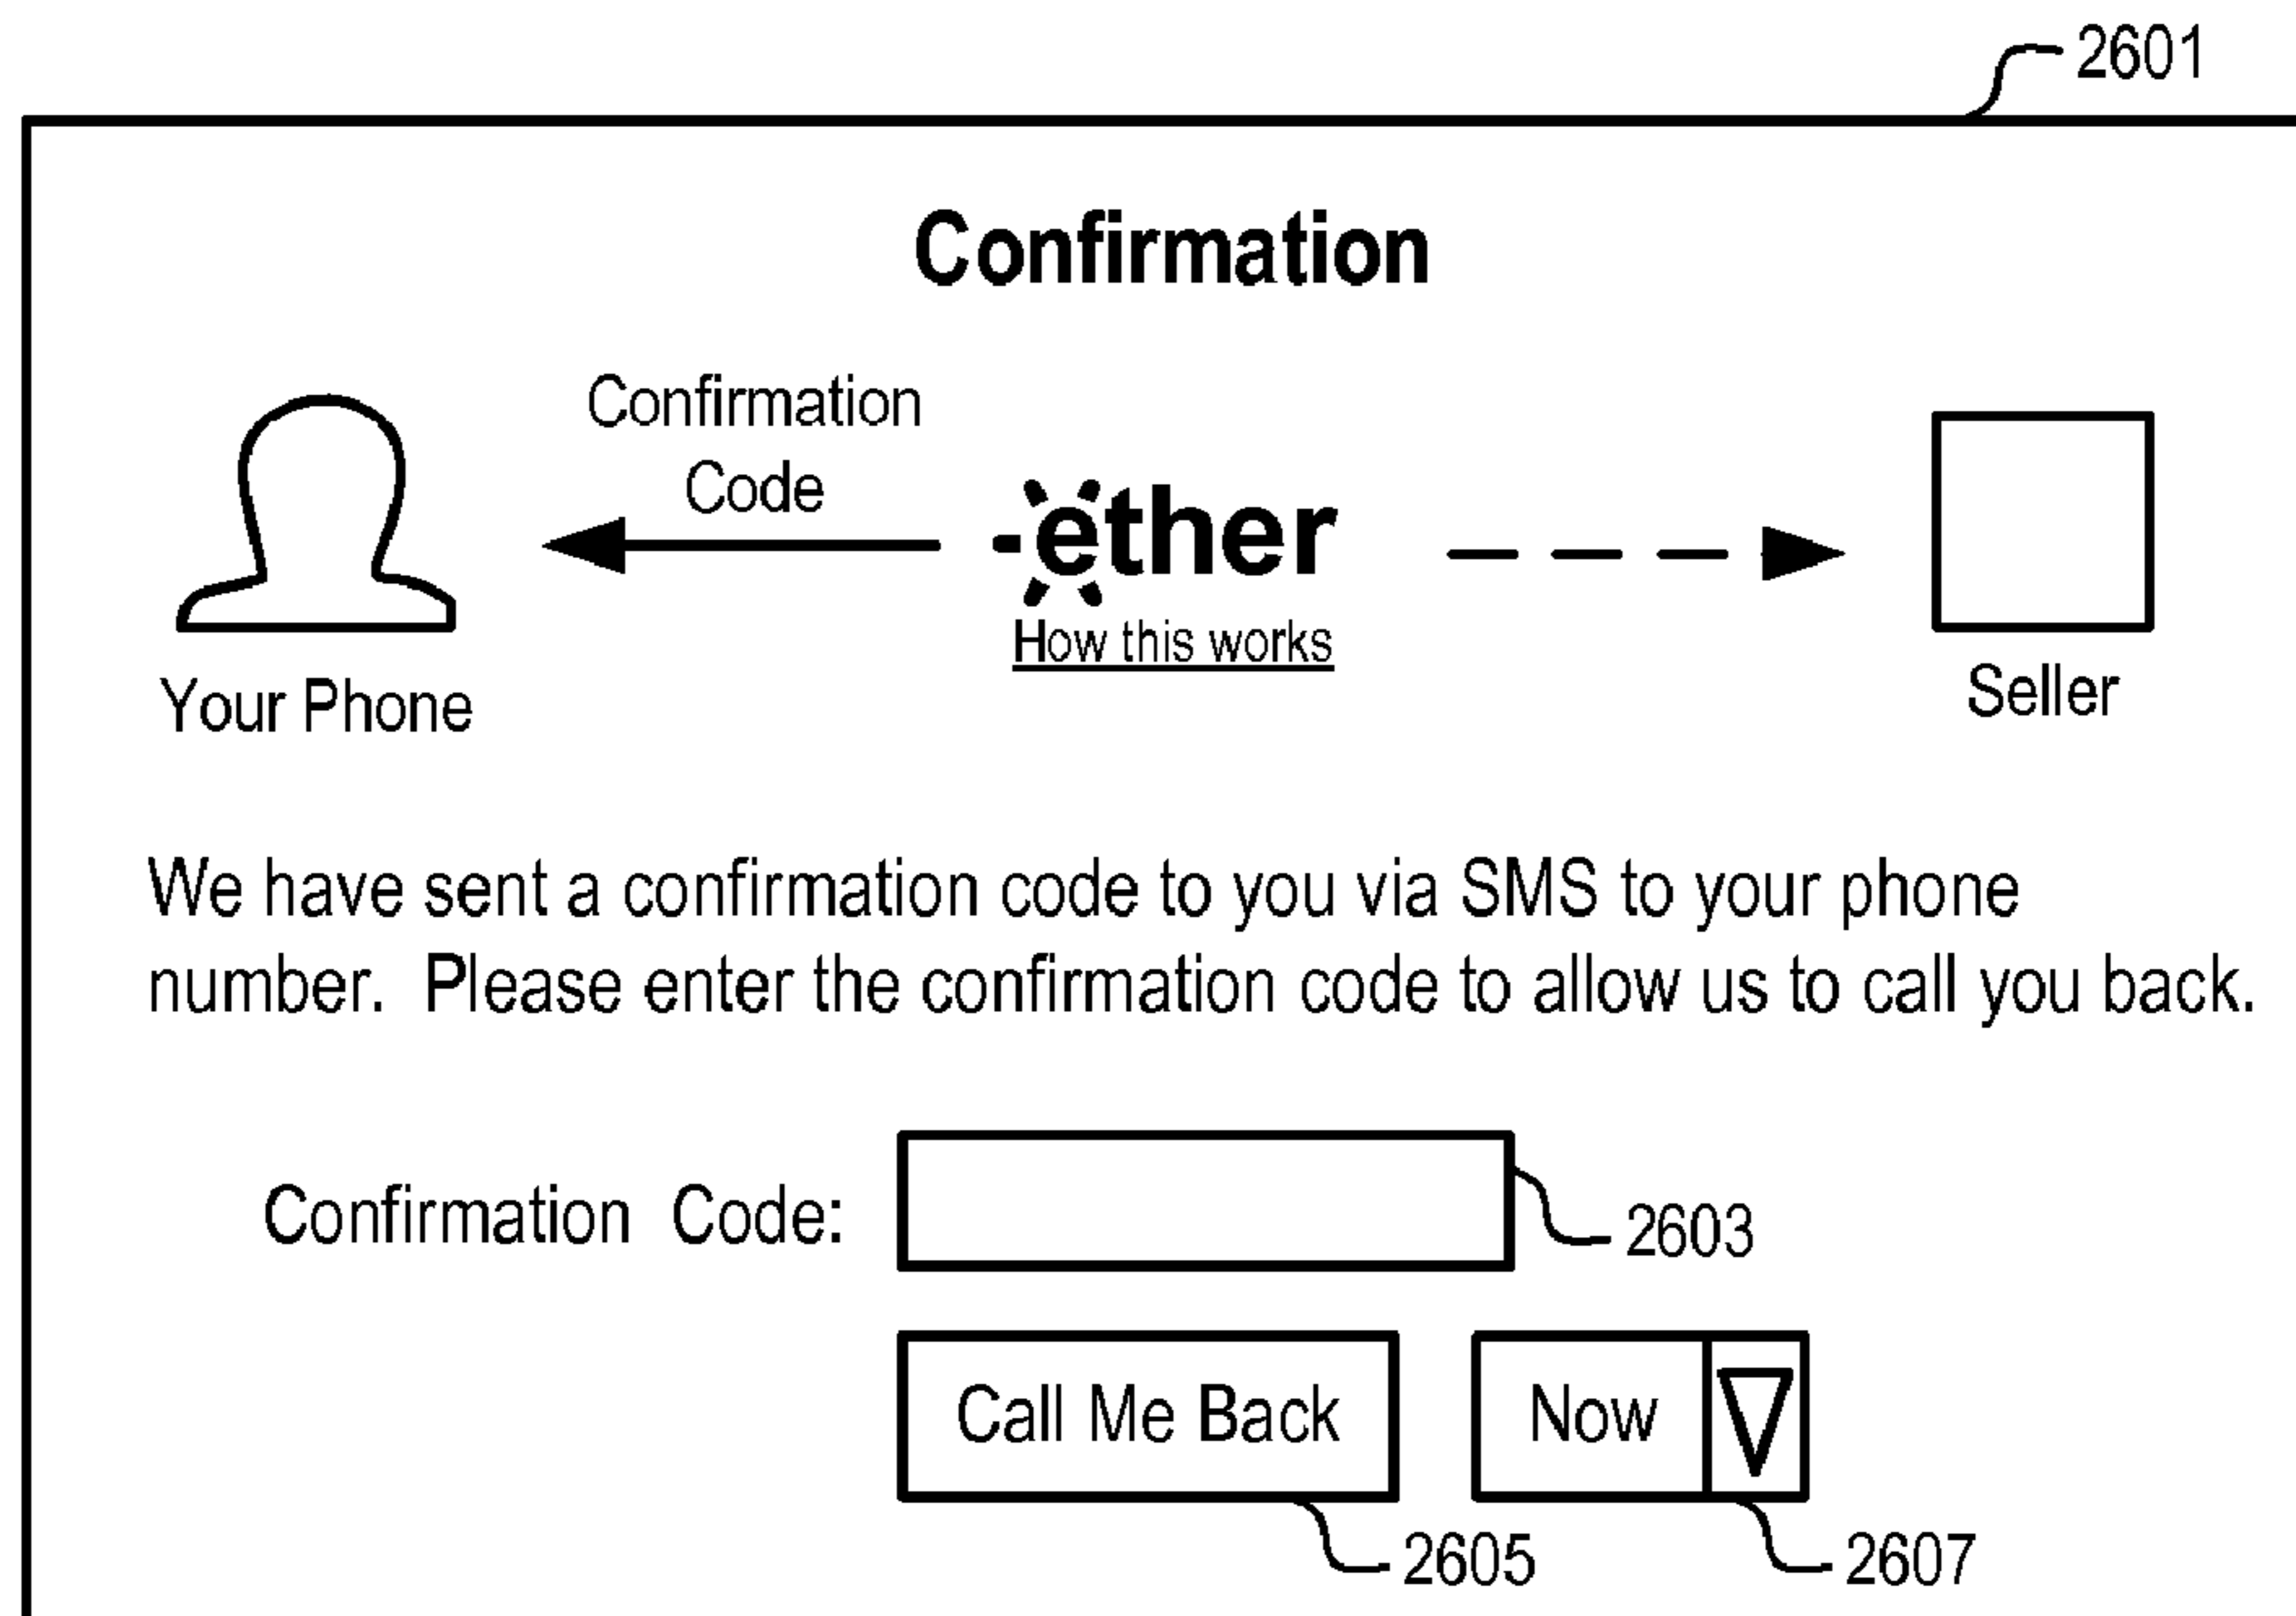 2601
Confirmation
Confirmation
Code
ether
How this works
Your Phone
Seller
We have sent a confirmation code to you via SMS to your phone
number. Please enter the confirmation code to allow us to call you back.
Confirmation Code:
2603
Call Me Back
Now
2605
2607